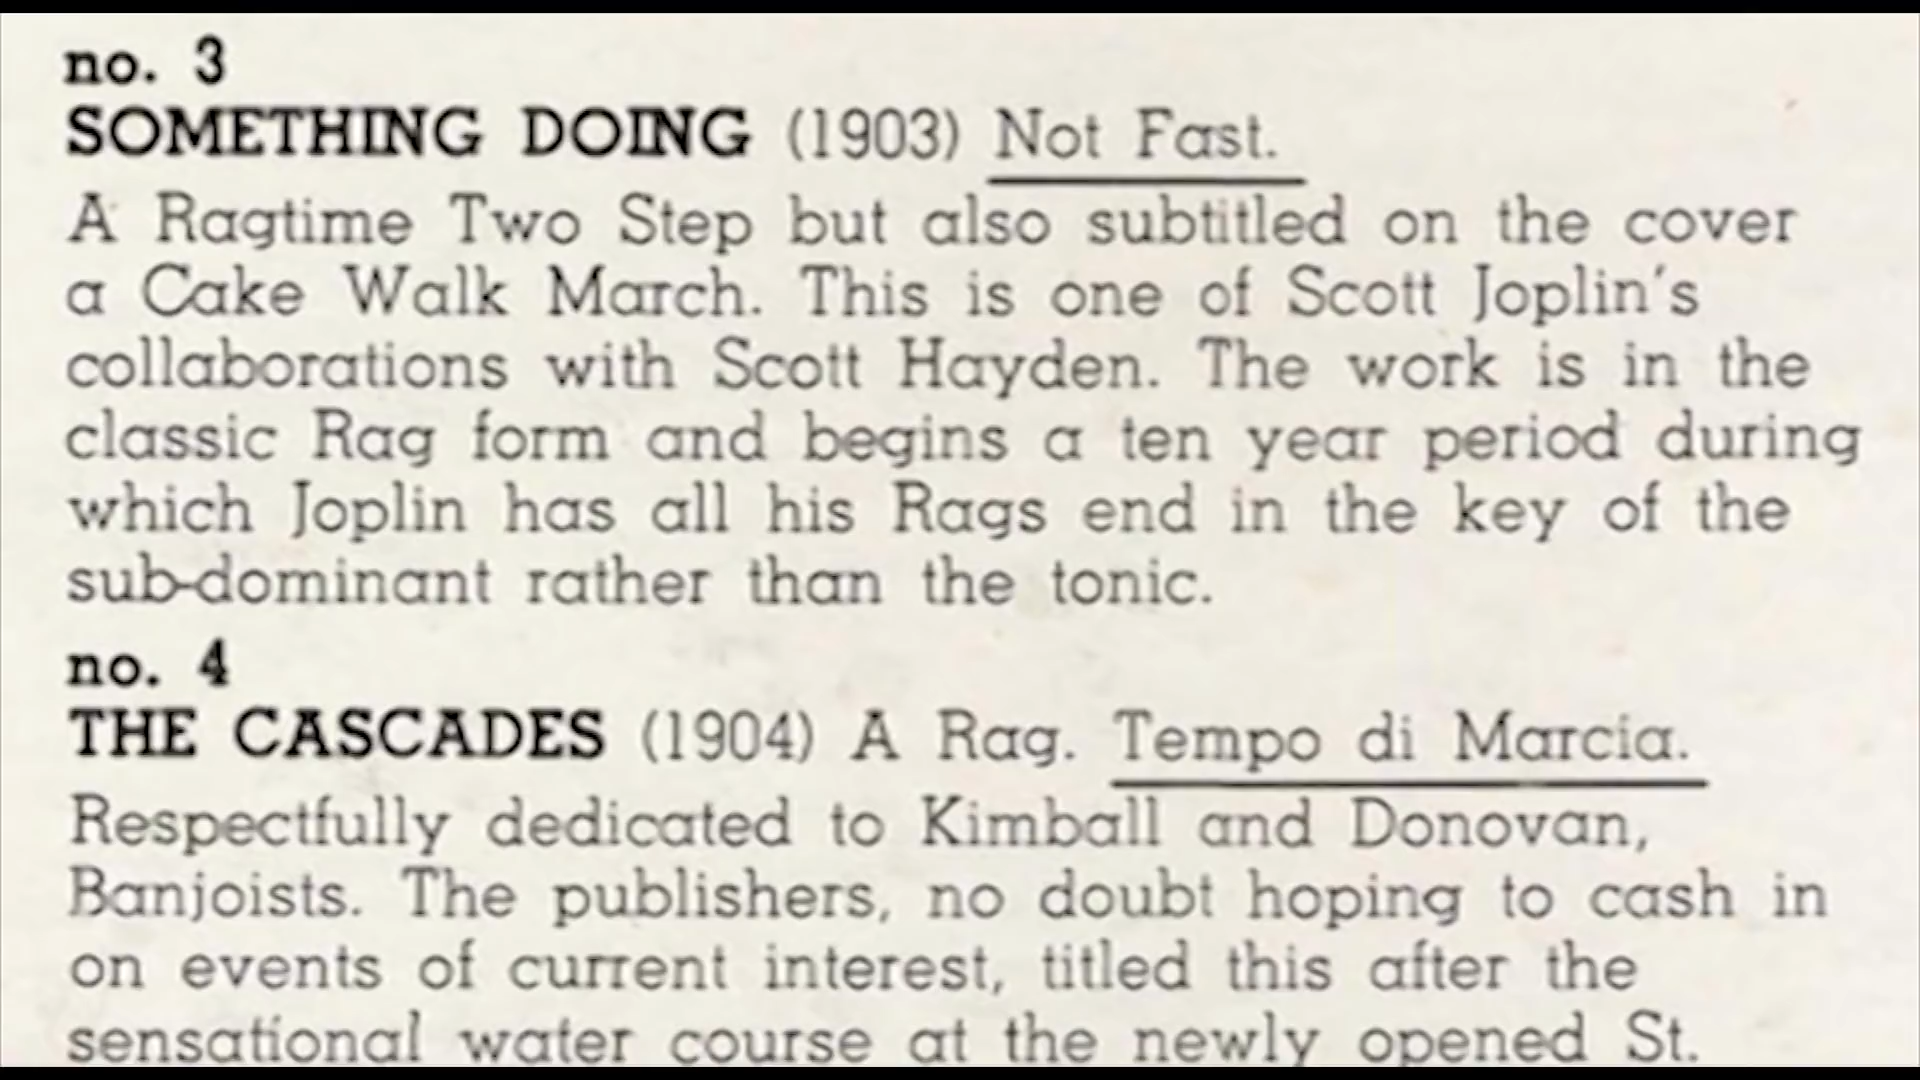 no. 3
SOMETHING DOING (1903) Not Fast.
A Ragtime Two Step but also subtitled on the cover
a Cake Walk March. This is one of Scott Joplin's
collaborations with Scott Hayden. The work is in the
classic Rag form and begins a ten year period during
which Joplin has all his Rags end in the key of the
sub-dominant rather than the tonic.
no. 4
THE CASCADES (1904) A Rag. Tempo di Marcia.
Respectfully dedicated to Kimball and Donovan,
Banjoists. The publishers, no doubt hoping to cash in
on events of current interest, titled this after the
sensational water course at the newly opened St.